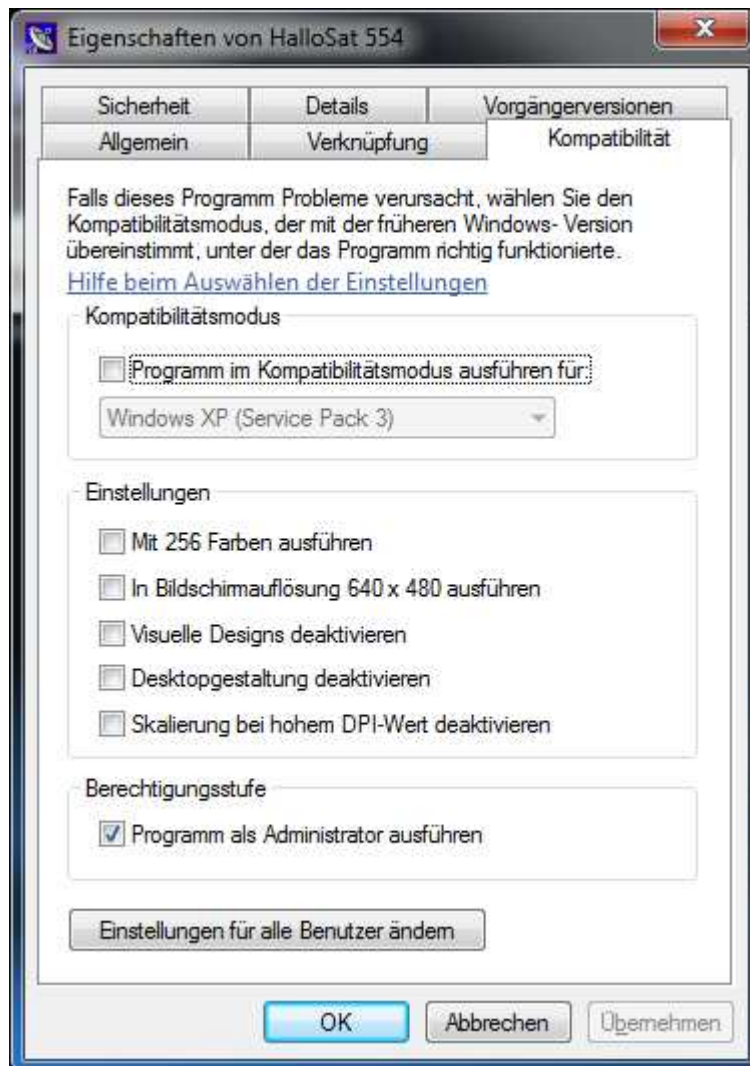 Eigenschaften von HalloSat 554
Sicherheit Details Vorgängerversionen
Allgemein Verknüpfung Kompatibilität
Falls dieses Programm Probleme verursacht, wählen Sie den
Kompatibilitätsmodus, der mit der früheren Windows- Version
übereinstimmt, unter der das Programm richtig funktionierte.
Hilfe beim Auswählen der Einstellungen
Kompatibilitätsmodus
Programm im Kompatibilitätsmodus ausführen für:
Windows XP (Service Pack 3)
Einstellungen
Mit 256 Farben ausführen
In Bildschirmauflösung 640 x 480 ausführen
Visuelle Designs deaktivieren
Desktopgestaltung deaktivieren
Skalierung bei hohem DPI-Wert deaktivieren
Berechtigungsstufe
Programm als Administrator ausführen
Einstellungen für alle Benutzer ändern
OK Abbrechen Übernehmen